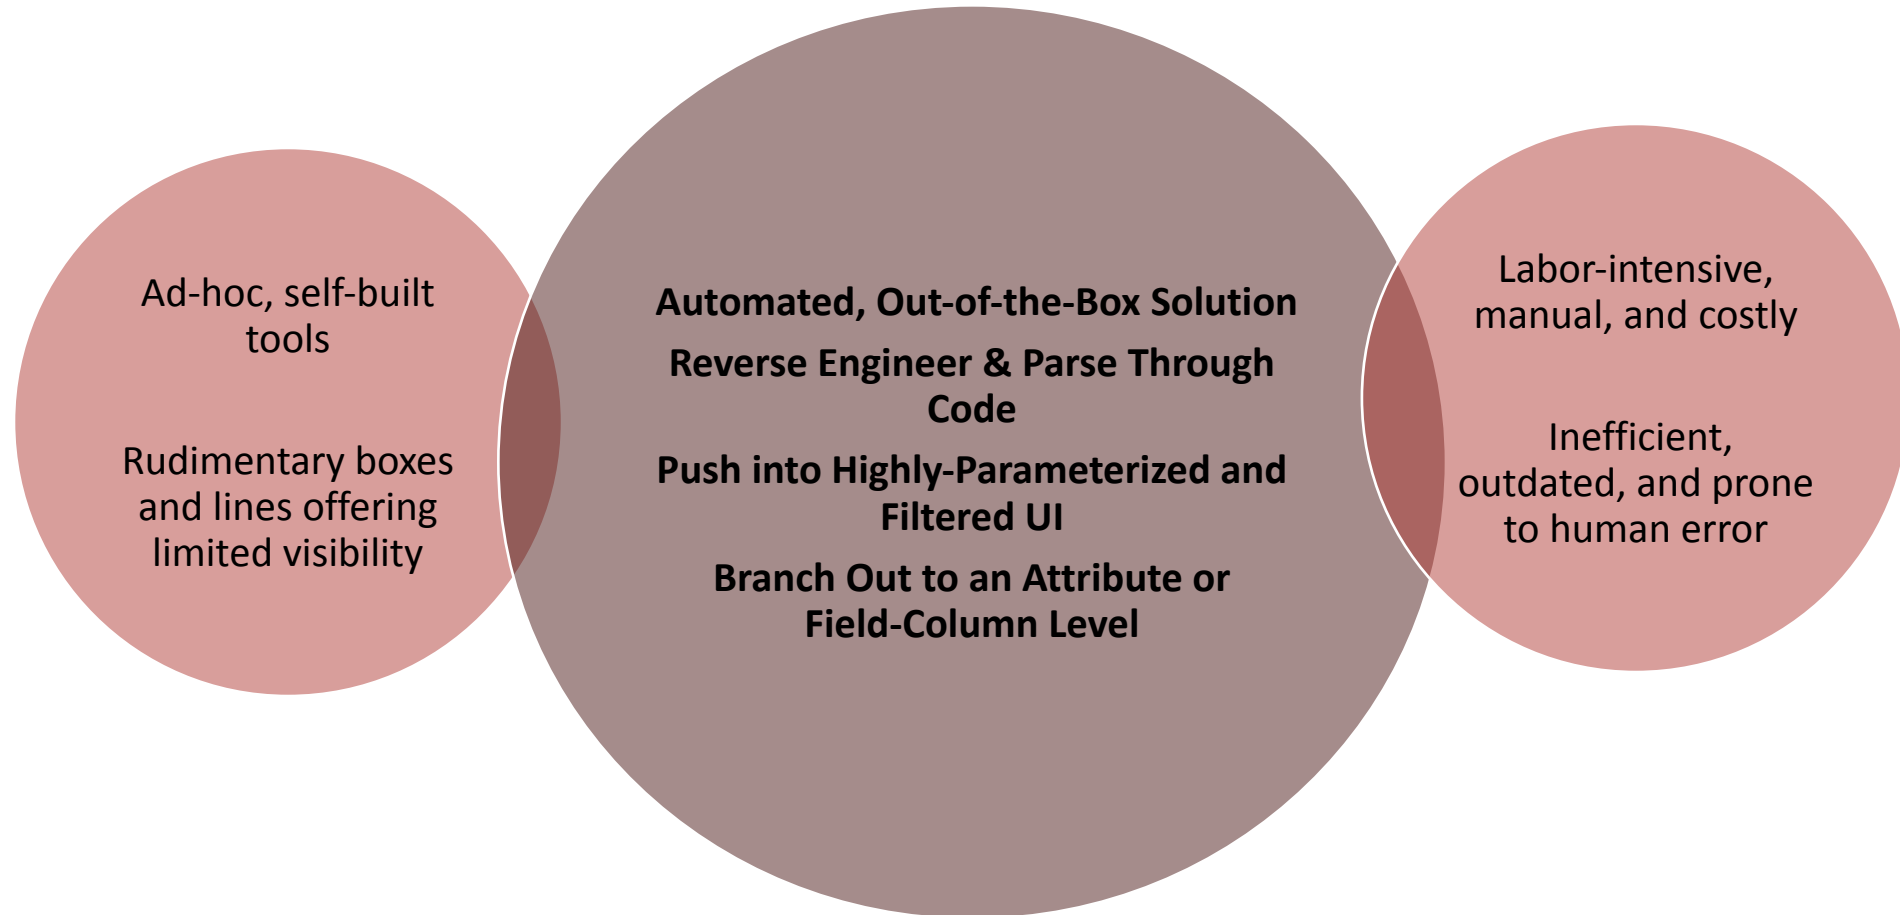 Ad-hoc, self-built
tools
Rudimentary boxes
and lines offering
limited visibility
Automated, Out-of-the-Box Solution
Reverse Engineer & Parse Through
Code
Push into Highly-Parameterized and
Filtered UI
Branch Out to an Attribute or
Field-Column Level
Labor-intensive,
manual, and costly
Inefficient,
outdated, and prone
to human error